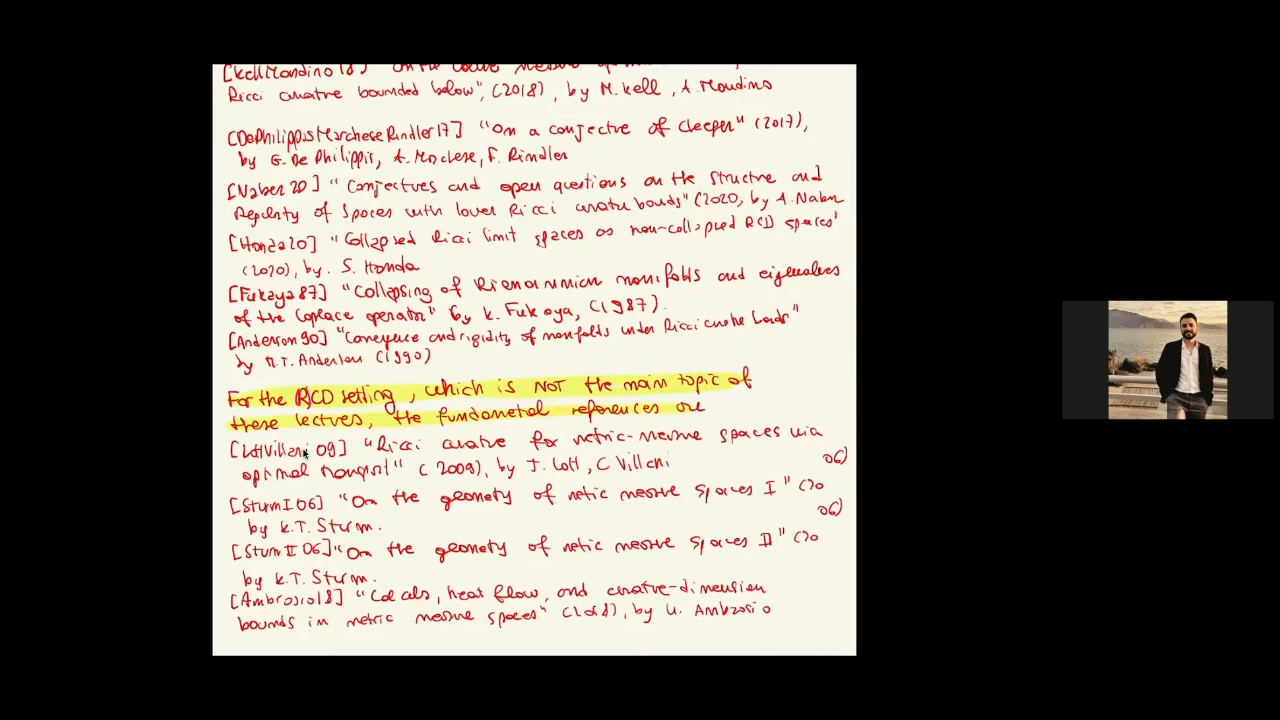 [KellMondino18] "On the
Ricci curvature bounded below", (2018), by M. Kell, A. Mondino
[DePhilippisMarcheseRindler17] "On a conjecture of Cheeger" (2017),
by G. De Philippis, A. Marchese, F. Rindler
[Naber20] "Conjectures and open questions on the structure and
Regularity of Spaces with lower Ricci curvature bounds" (2020, by A. Naber
[Honda20] "Collapsed Ricci limit spaces as non-collapsed RCD spaces"
(2020), by. S. Honda
[Fukaya87] "Collapsing of Riemannian manifolds and eigenvalues
of the Laplace operator" by K. Fukaya, (1987).
[Anderson90] "Convergence and rigidity of manifolds under Ricci curvature bounds"
by M.T. Anderson (1990)
For the (R)CD setting, which is NOT the main topic of
these lectures, the fundamental references are
[LottVillani09] "Ricci curvature for metric-measure spaces via
optimal transport" (2009), by J. Lott, C Villani
[SturmI06] "On the geometry of metric measure spaces I" (2006)
by K.T. Sturm.
[SturmII06] "On the geometry of metric measure spaces II" (2006)
by K.T. Sturm.
[Ambrosio18] "Calculus, heat flow, and curvature-dimension
bounds in metric measure spaces" (2018), by L. Ambrosio